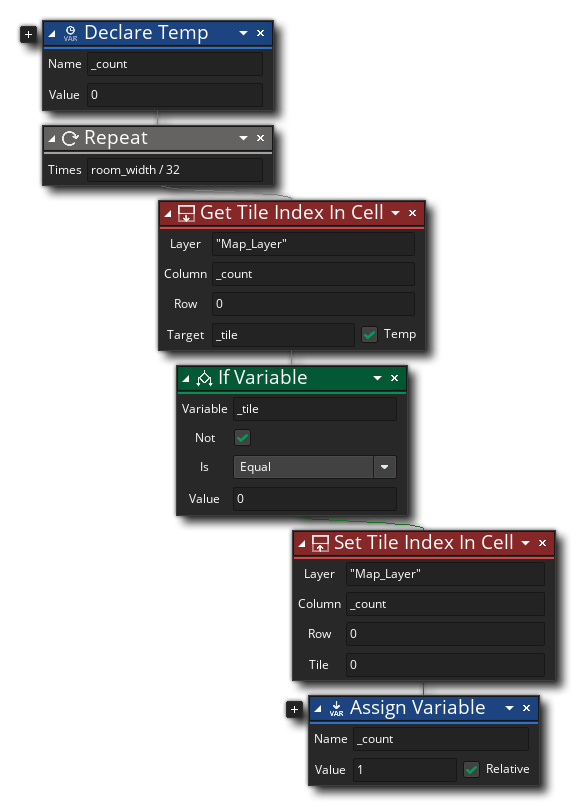 Declare Temp
VAR
Name _count
Value 0
Repeat
Times room_width / 32
Get Tile Index In Cell
Layer "Map_Layer"
Column _count
Row 0
Target _tile Temp
If Variable
Variable _tile
Not
Is Equal
Value 0
Set Tile Index In Cell
Layer "Map_Layer"
Column _count
Row 0
Tile 0
Assign Variable
VAR
Name _count
Value 1 Relative